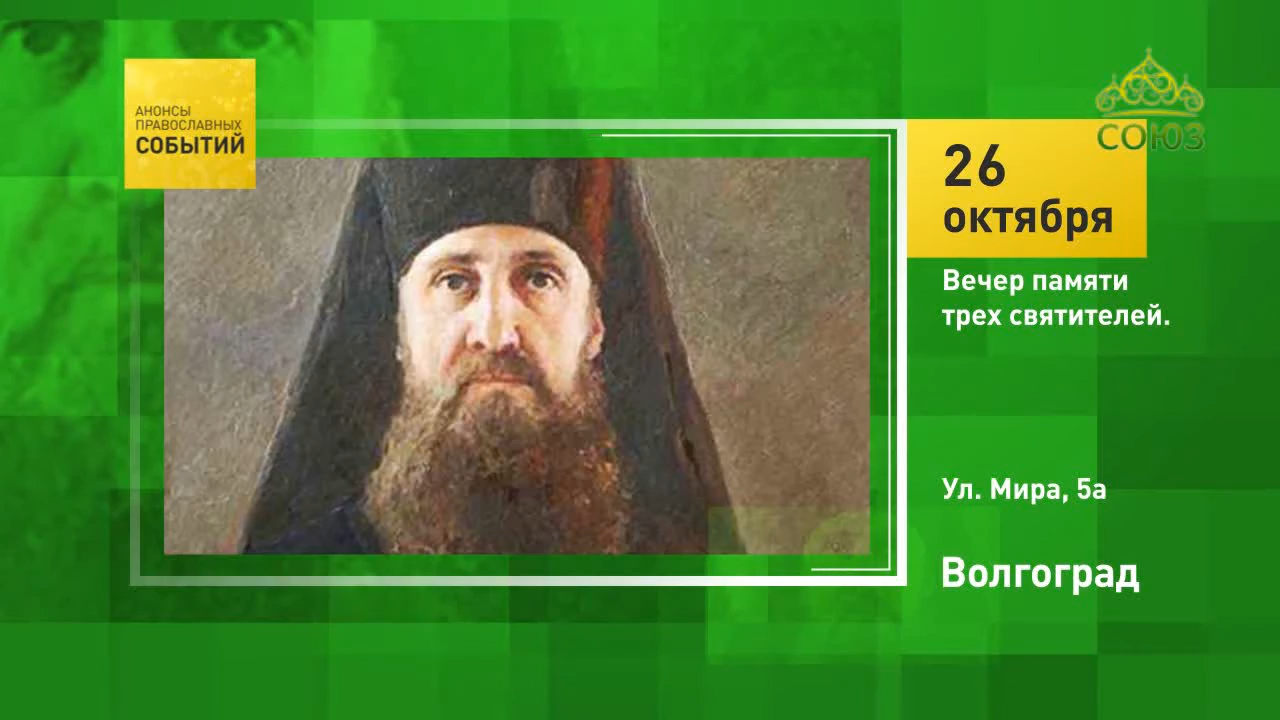 АНОНСЫ
ПРАВОСЛАВНЫХ
СОБЫТИЙ
СОЮЗ
26
октября
Вечер памяти
трех святителей.
Ул. Мира, 5а
Волгоград